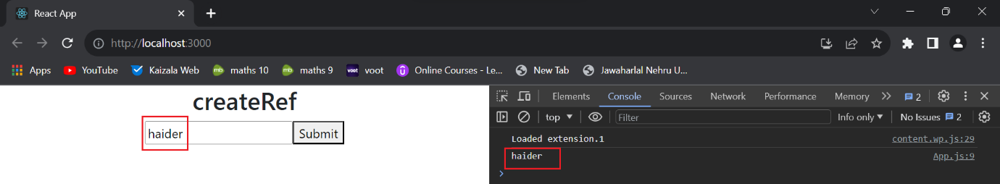 React App
http://localhost:3000
Apps YouTube Kaizala Web maths 10 maths 9 voot Online Courses - Le... New Tab Jawaharlal Nehru U...
createRef
haider Submit
Elements Console Sources Network Performance Memory 2
top Filter Info only No Issues 2
Loaded extension.1 content.wp.js:29
haider App.js:9